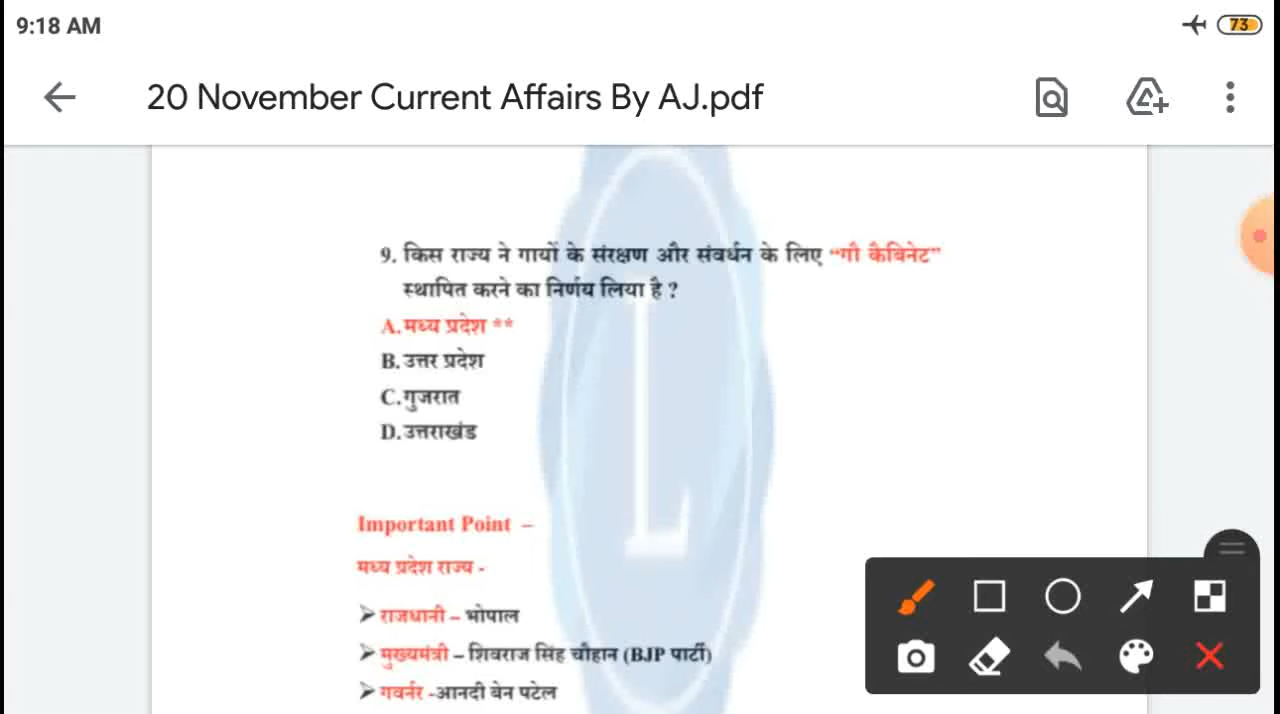 9:18 AM
73
20 November Current Affairs By AJ.pdf
9. किस राज्य ने गायों के संरक्षण और संवर्धन के लिए “गौ कैबिनेट”
स्थापित करने का निर्णय लिया है ?
A. मध्य प्रदेश **
B. उत्तर प्रदेश
C. गुजरात
D. उत्तराखंड
Important Point –
मध्य प्रदेश राज्य -
➢ राजधानी – भोपाल
➢ मुख्यमंत्री – शिवराज सिंह चौहान (BJP पार्टी)
➢ गवर्नर -आनदी बेन पटेल
L